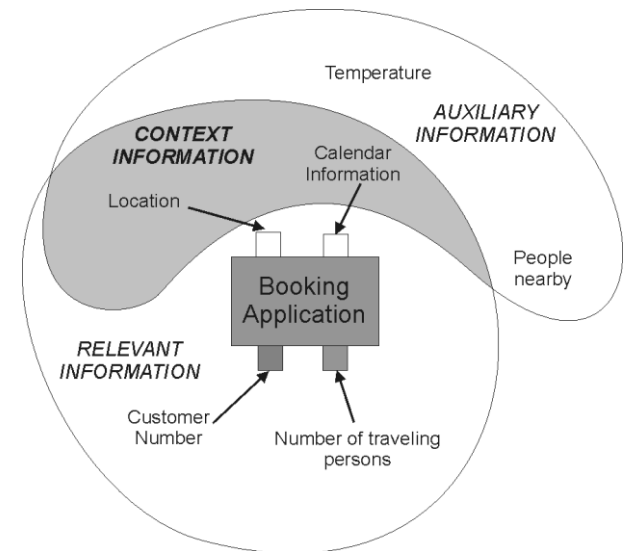 Temperature
AUXILIARY
INFORMATION
CONTEXT
INFORMATION
Calendar
Information
Location
People
nearby
Booking
Application
RELEVANT
INFORMATION
Customer
Number
Number of traveling
persons